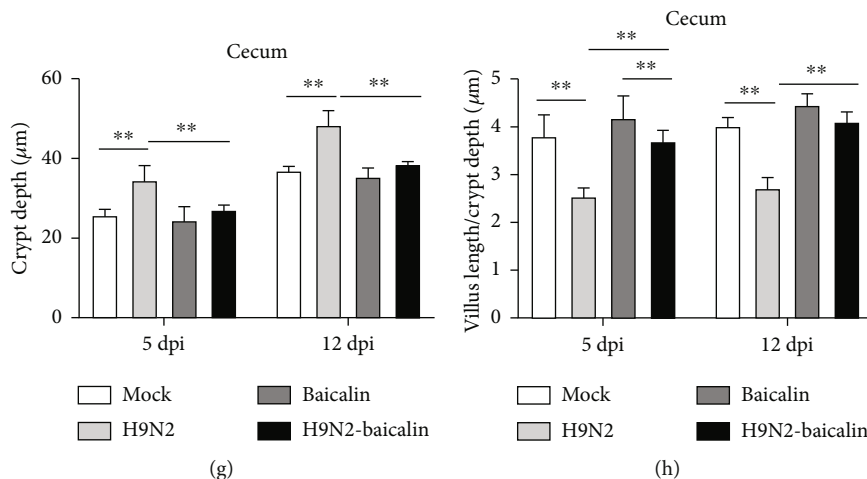 Cecum
60
40
20
0
Crypt depth (μm)
**
**
**
**
5 dpi
12 dpi
Mock
Baicalin
H9N2
H9N2-baicalin
(g)
Cecum
5
4
3
2
1
0
Villus length/crypt depth (μm)
**
**
**
**
**
5 dpi
12 dpi
Mock
Baicalin
H9N2
H9N2-baicalin
(h)